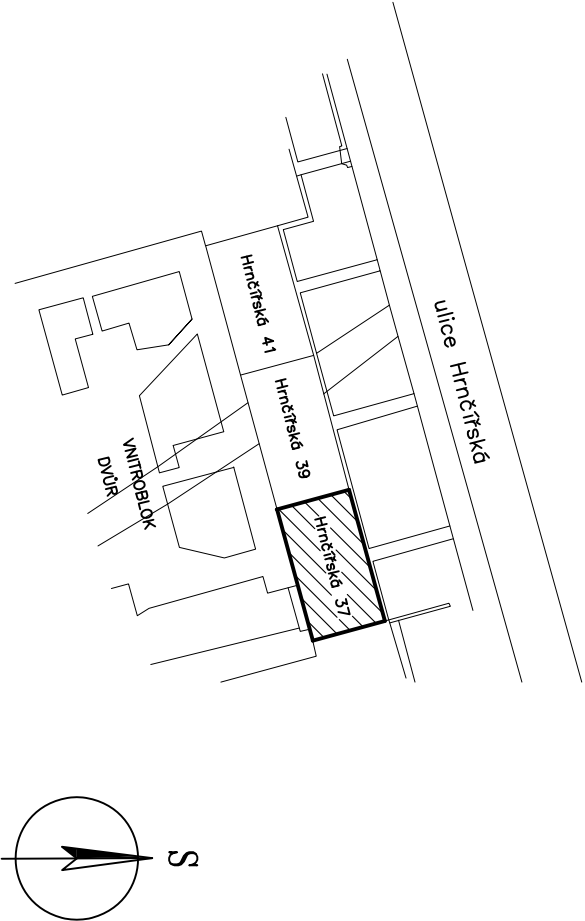 ulice Hrnčířská
Hrnčířská 41
Hrnčířská 39
Hrnčířská 37
VNITROBLOK
DVŮR
S